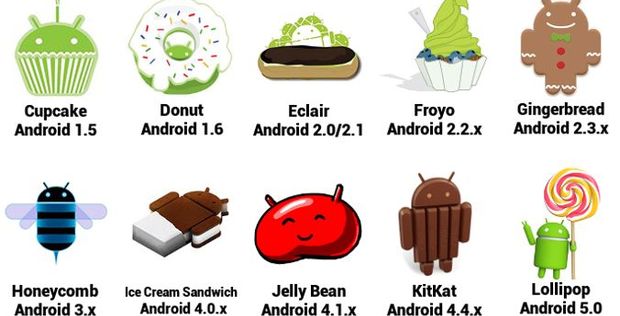 Cupcake
Android 1.5
Donut
Android 1.6
Eclair
Android 2.0/2.1
Froyo
Android 2.2.x
Gingerbread
Android 2.3.x
Honeycomb
Android 3.x
Ice Cream Sandwich
Android 4.0.x
Jelly Bean
Android 4.1.x
KitKat
Android 4.4.x
Lollipop
Android 5.0